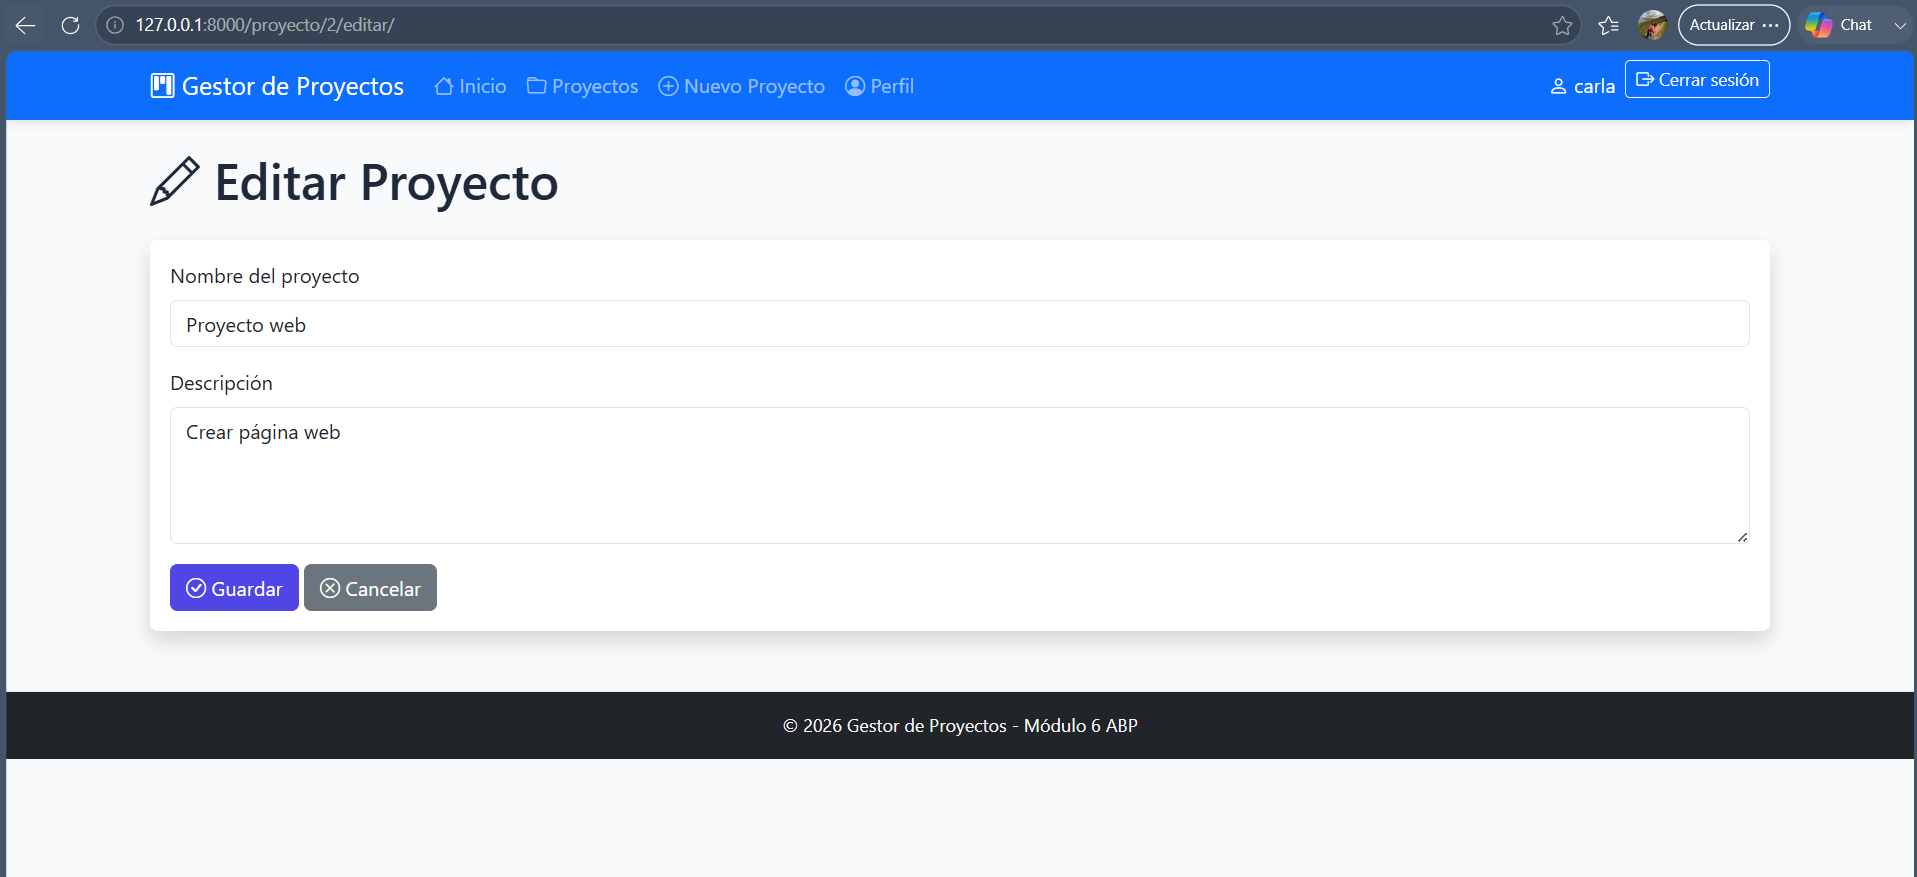 127.0.0.1:8000/proyecto/2/editar/
Actualizar
Chat
Gestor de Proyectos
Inicio
Proyectos
Nuevo Proyecto
Perfil
carla
Cerrar sesión
Editar Proyecto
Nombre del proyecto
Proyecto web
Descripción
Crear página web
Guardar
Cancelar
© 2026 Gestor de Proyectos - Módulo 6 ABP